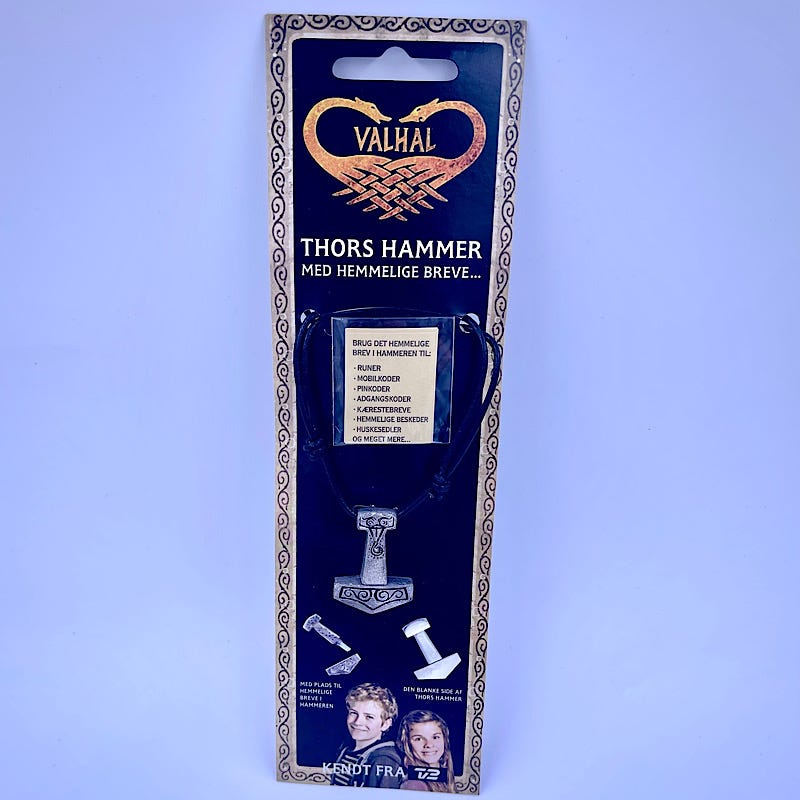 VALHAL
THORS HAMMER
MED HEMMELIGE BREVE...
BRUG DET HEMMELIGE
BREV I HAMMEREN TIL:
· RUNER
· MOBILKODER
· PINKODER
· ADGANGSKODER
· KÆRESTEBREVE
· HEMMELIGE BESKEDER
· HUSKESEDLER
OG MEGET MERE...
MED PLADS TIL
HEMMELIGE
BREVE I
HAMMEREN
DEN BLANKE SIDE AF
THORS HAMMER
KENDT FRA TV2